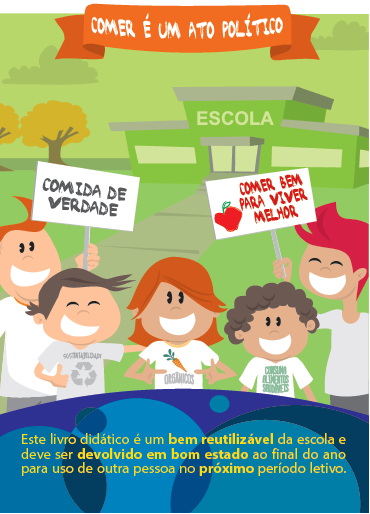 COMER É UM ATO POLÍTICO
ESCOLA
COMIDA DE
VERDADE
COMER BEM
PARA VIVER
MELHOR
SUSTENTABILIDADE
ORGÂNICOS
CONSUMA
ALIMENTOS
SAUDÁVEIS
Este livro didático é um bem reutilizável da escola e
deve ser devolvido em bom estado ao final do ano
para uso de outra pessoa no próximo período letivo.